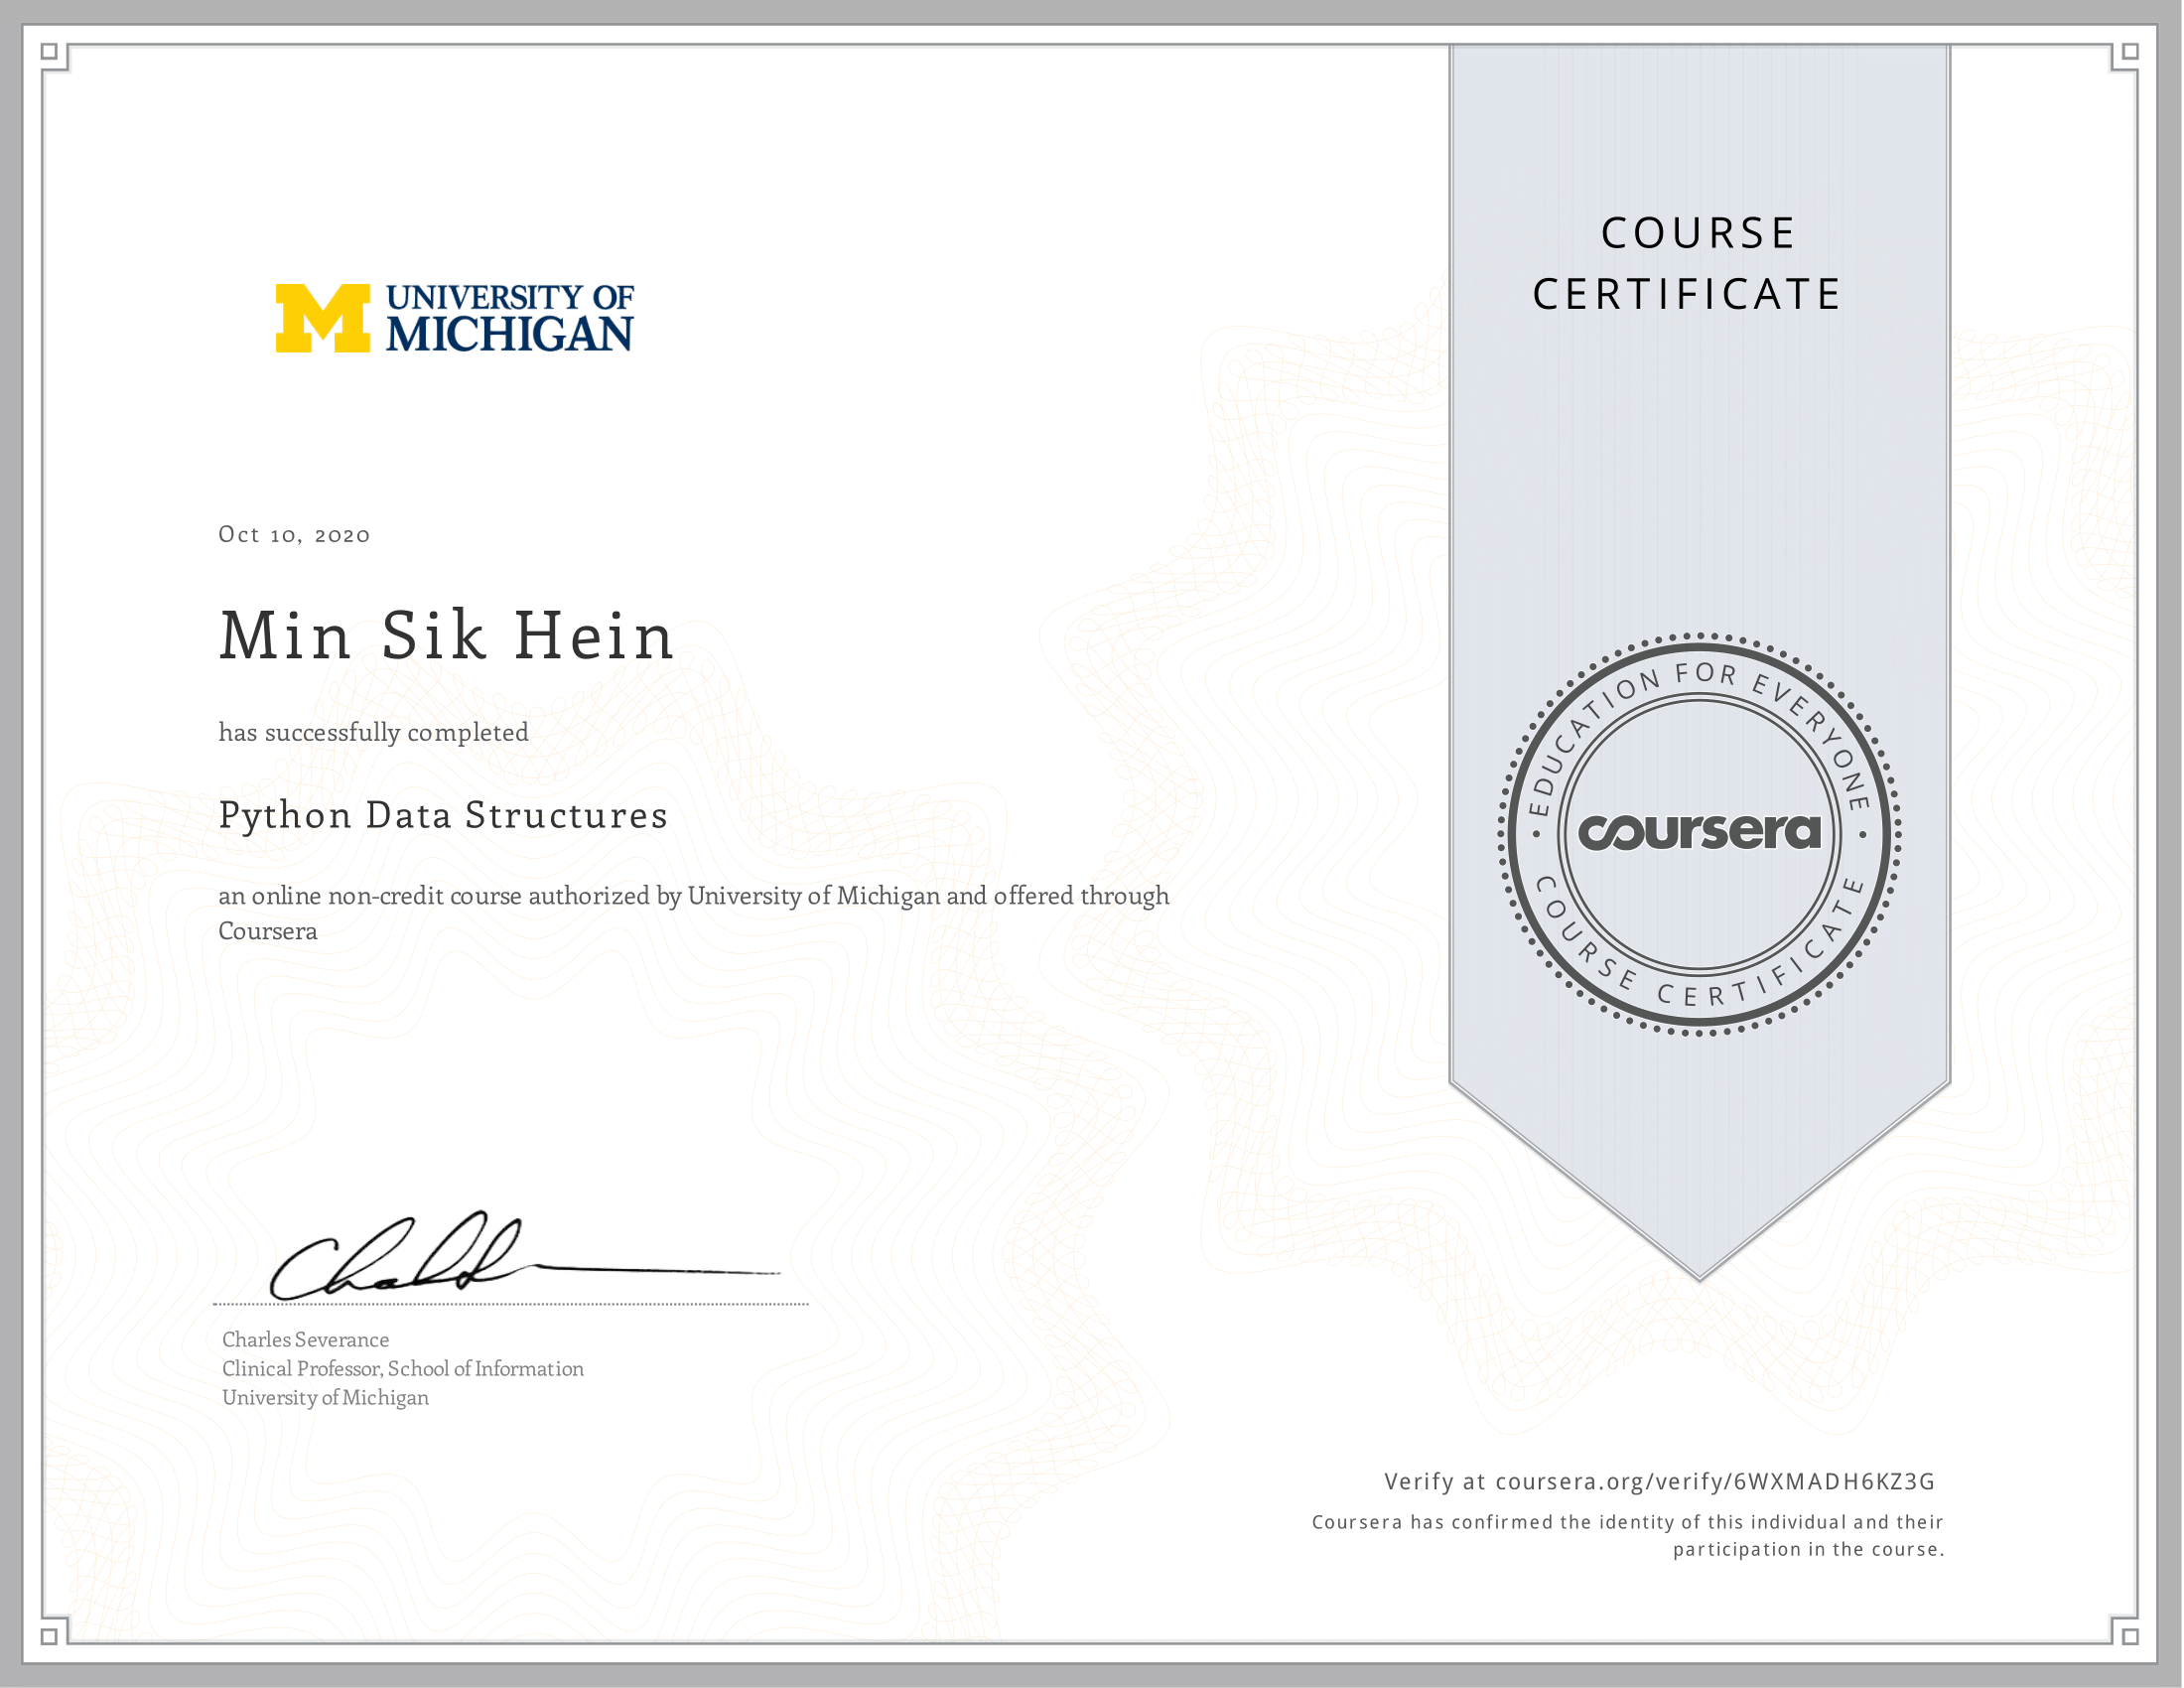 UNIVERSITY OF
MICHIGAN
COURSE
CERTIFICATE
Oct 10, 2020
Min Sik Hein
has successfully completed
Python Data Structures
an online non-credit course authorized by University of Michigan and offered through
Coursera
EDUCATION FOR EVERYONE
coursera
COURSE CERTIFICATE
Charles Severance
Clinical Professor, School of Information
University of Michigan
Verify at coursera.org/verify/6WXMADH6KZ3G
Coursera has confirmed the identity of this individual and their
participation in the course.